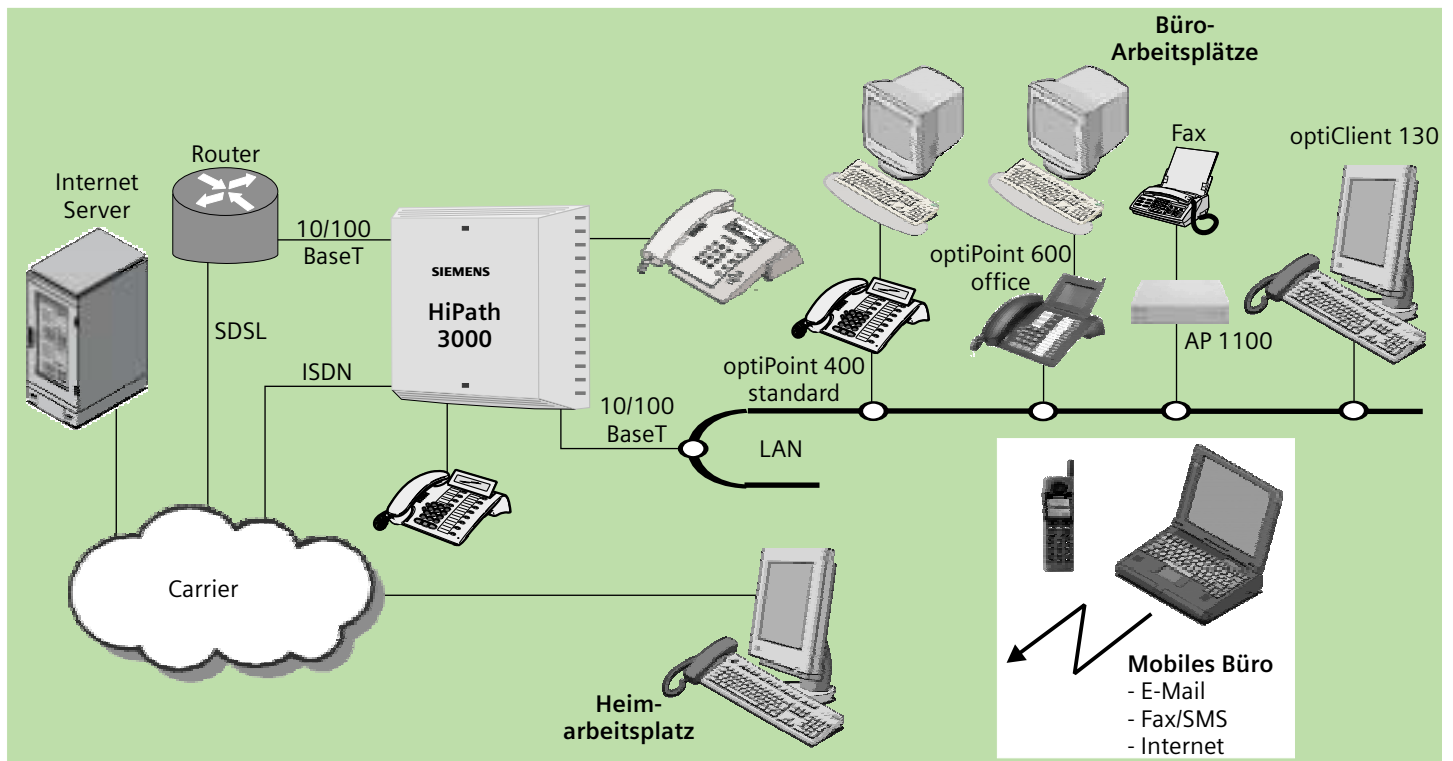 Büro-
Arbeitsplätze
Fax
optiClient 130
Router
Internet
Server
10/100
BaseT
SIEMENS
HiPath
3000
optiPoint 600
office
SDSL
AP 1100
ISDN
optiPoint 400
standard
10/100
BaseT
LAN
Carrier
Heim-
arbeitsplatz
Mobiles Büro
- E-Mail
- Fax/SMS
- Internet